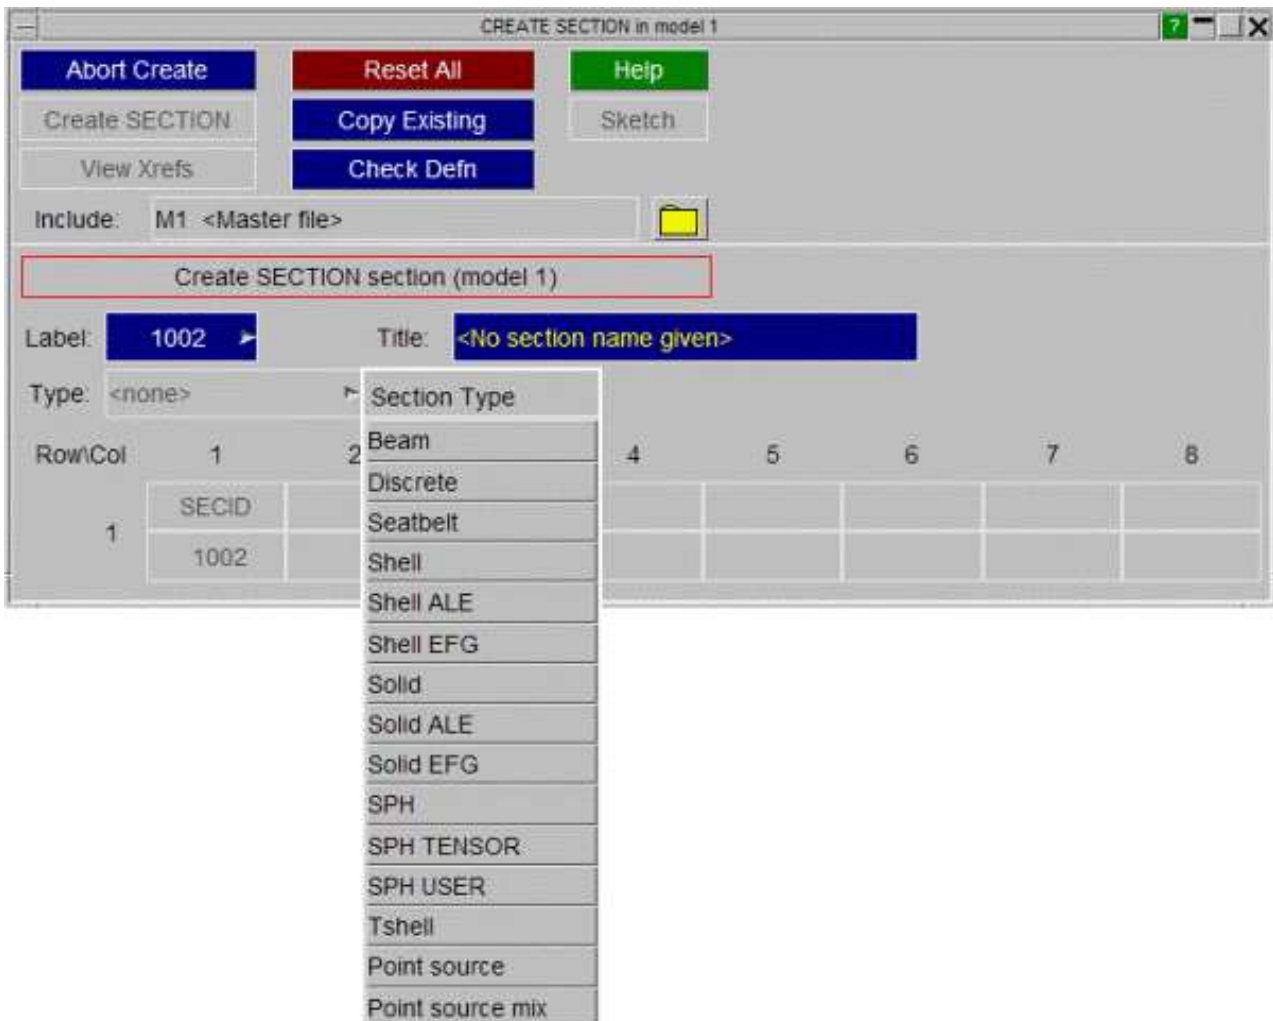 CREATE SECTION in model 1 ?
Abort Create Reset All Help
Create SECTION Copy Existing Sketch
View Xrefs Check Defn
Include: M1 <Master file>
Create SECTION section (model 1)
Label: 1002 Title: <No section name given>
Type: <none>
Section Type
Beam
Discrete
Seatbelt
Shell
Shell ALE
Shell EFG
Solid
Solid ALE
Solid EFG
SPH
SPH TENSOR
SPH USER
Tshell
Point source
Point source mix
Row\Col 1 2 4 5 6 7 8
SECID
1
1002